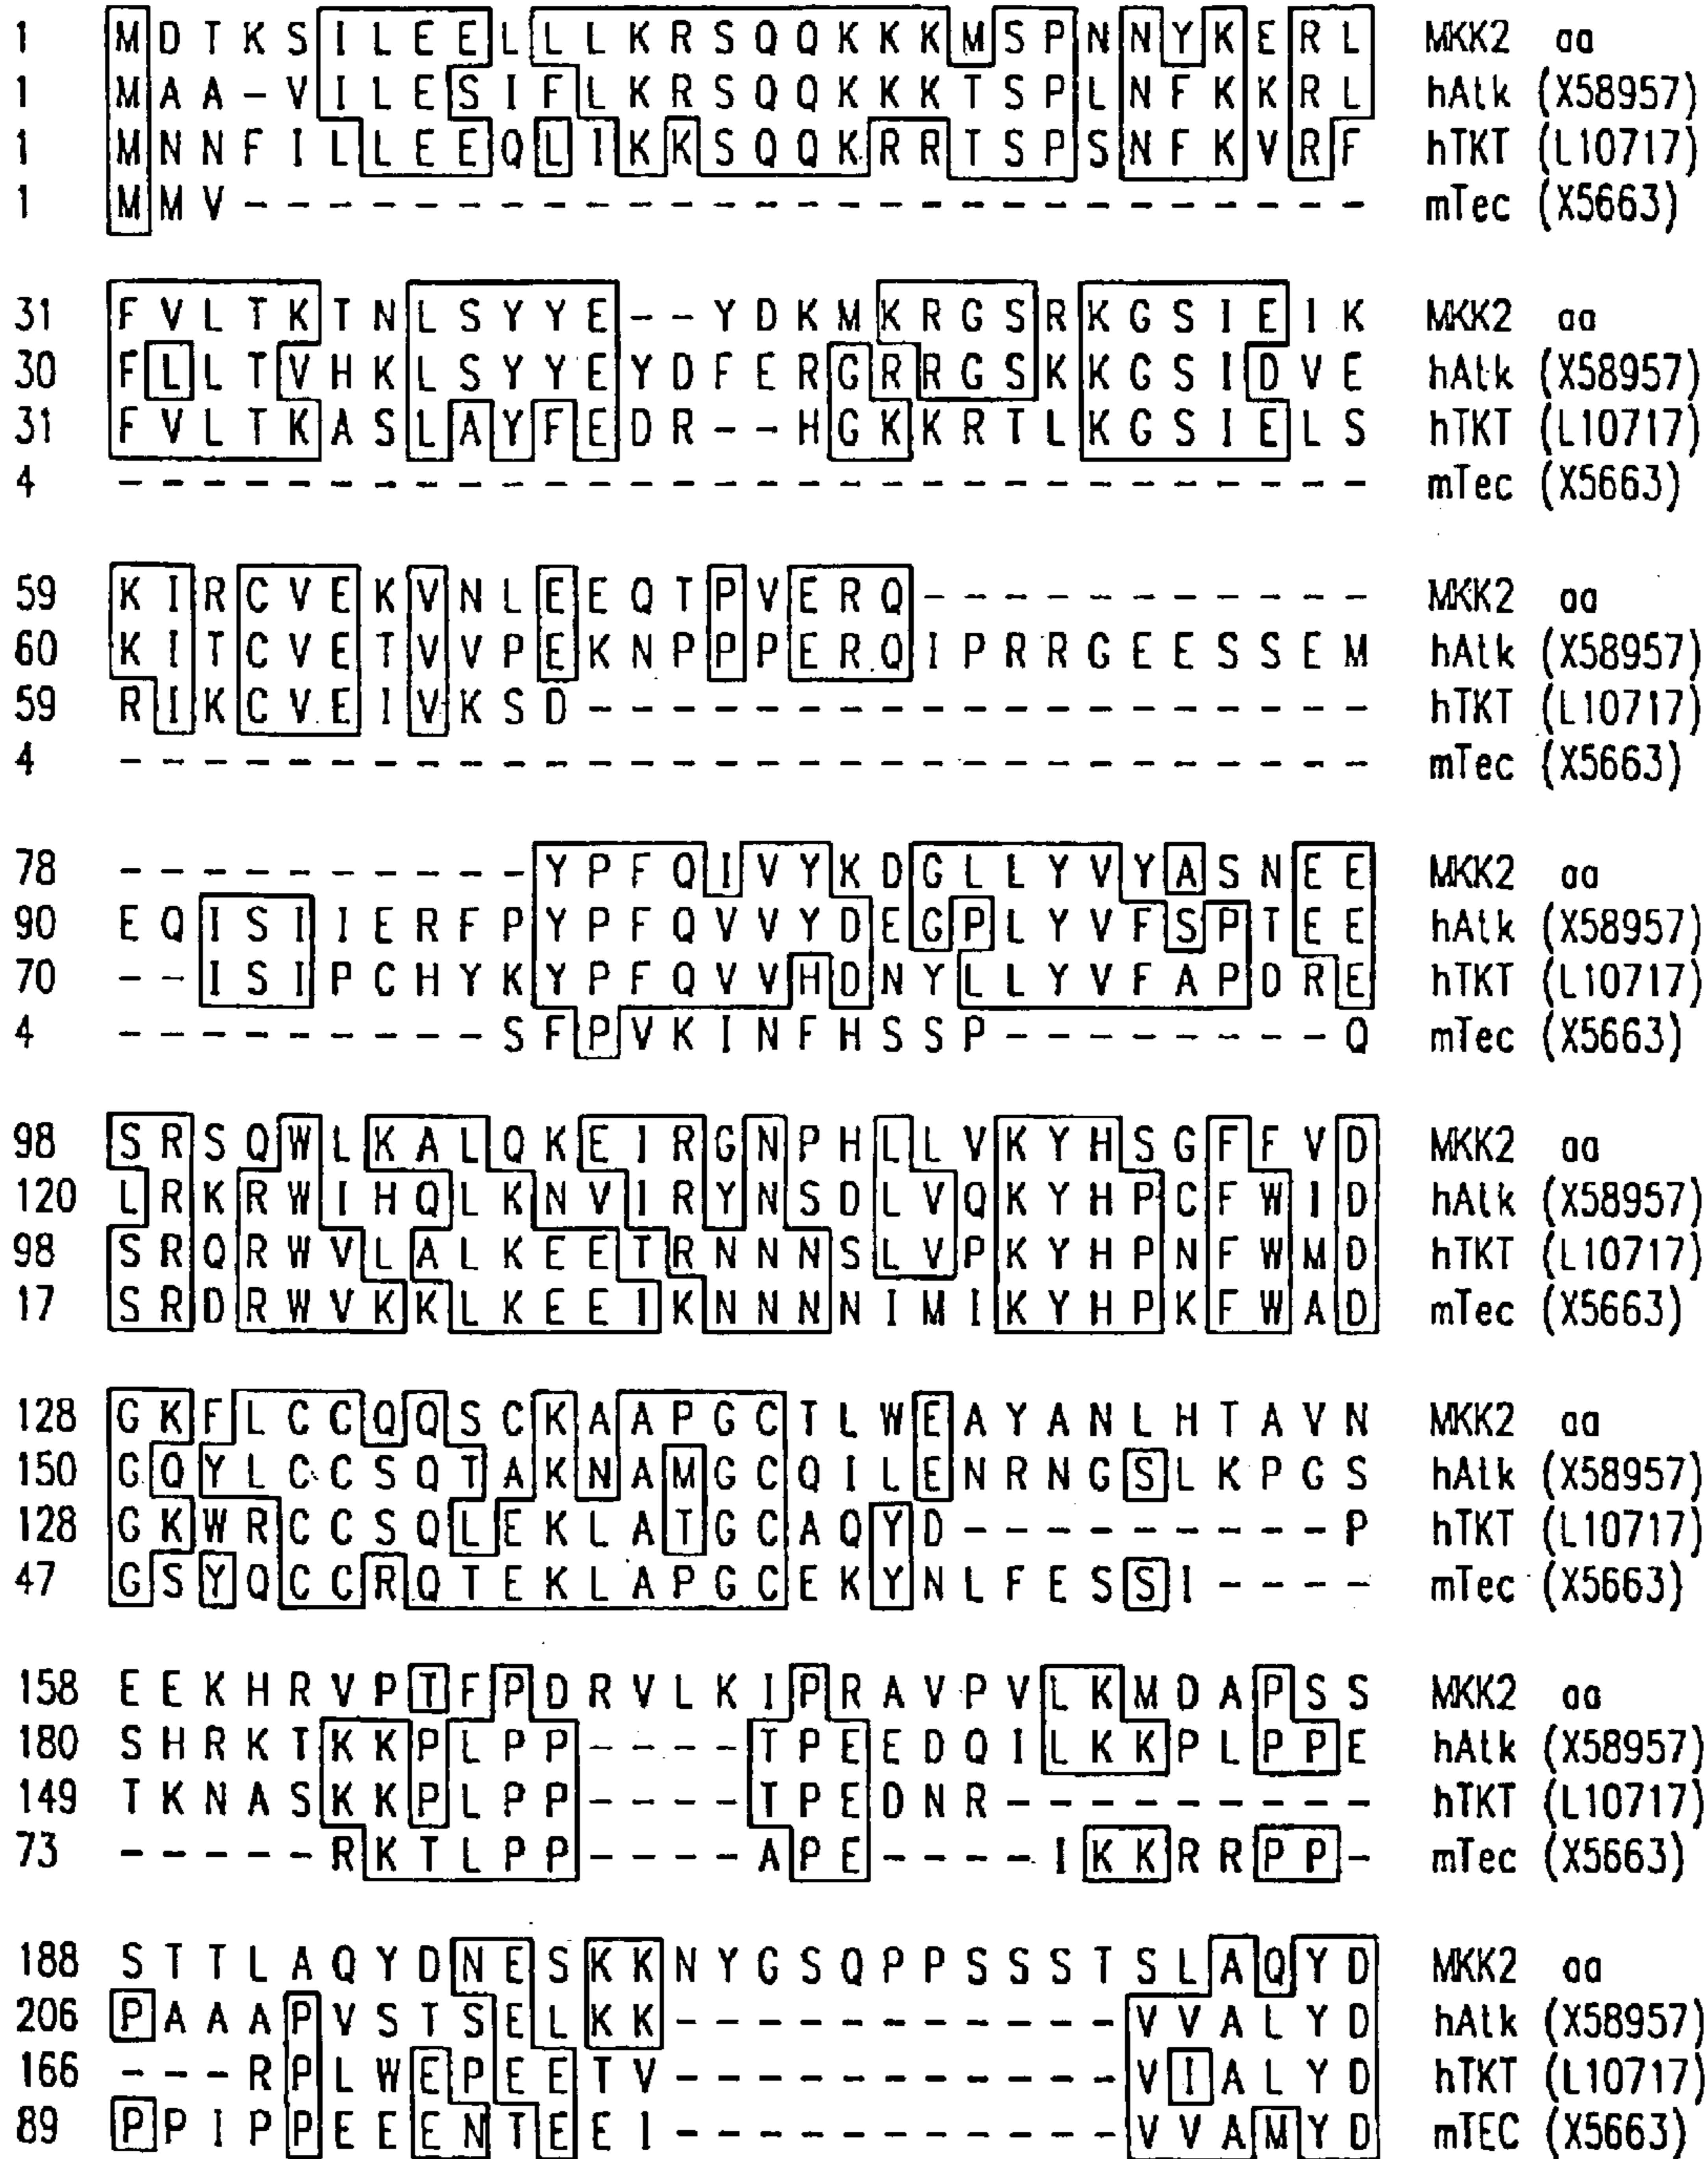 1 M D T K S I L E E L L L K R S Q Q K K K M S P N N Y K E R L MKK2 aa
1 M A A - V I L E S I F L K R S Q Q K K K T S P L N F K K R L hAtk (X58957)
1 M N N F I L L E E Q L I K K S Q Q K R R T S P S N F K V R F hTKT (L10717)
1 M M V - - - - - - - - - - - - - - - - - - - - - - - - - - - mTec (X5663)
31 F V L T K T N L S Y Y E - - Y D K M K R G S R K G S I E I K MKK2 aa
30 F L L T V H K L S Y Y E Y D F E R G R R G S K K G S I D V E hAtk (X58957)
31 F V L T K A S L A Y F E D R - - H G K K R T L K G S I E L S hTKT (L10717)
4 - - - - - - - - - - - - - - - - - - - - - - - - - - - - - - mTec (X5663)
59 K I R C V E K V N L E E Q T P V E R Q - - - - - - - - - - - MKK2 aa
60 K I T C V E T V V P E K N P P P E R Q I P R R G E E S S E M hAtk (X58957)
59 R I K C V E I V K S D - - - - - - - - - - - - - - - - - - - hTKT (L10717)
4 - - - - - - - - - - - - - - - - - - - - - - - - - - - - - - mTec (X5663)
78 - - - - - - - - - - Y P F Q I V Y K D G L L Y V Y A S N E E MKK2 aa
90 E Q I S I I E R F P Y P F Q V V Y D E G P L Y V F S P T E E hAtk (X58957)
70 - - I S I P C H Y K Y P F Q V V H D N Y L L Y V F A P D R E hTKT (L10717)
4 - - - - - - - - - S F P V K I N F H S S P - - - - - - - - Q mTec (X5663)
98 S R S Q W L K A L Q K E I R G N P H L L V K Y H S G F F V D MKK2 aa
120 L R K R W I H Q L K N V I R Y N S D L V Q K Y H P C F W I D hAtk (X58957)
98 S R Q R W V L A L K E E T R N N N S L V P K Y H P N F W M D hTKT (L10717)
17 S R D R W V K K L K E E I K N N N N I M I K Y H P K F W A D mTec (X5663)
128 G K F L C C Q Q S C K A A P G C T L W E A Y A N L H T A V N MKK2 aa
150 G Q Y L C C S Q T A K N A M G C Q I L E N R N G S L K P G S hAtk (X58957)
128 G K W R C C S Q L E K L A T G C A Q Y D - - - - - - - - - P hTKT (L10717)
47 G S Y Q C C R Q T E K L A P G C E K Y N L F E S S I - - - - mTec (X5663)
158 E E K H R V P T F P D R V L K I P R A V P V L K M D A P S S MKK2 aa
180 S H R K T K K P L P P - - - - T P E E D Q I L K K P L P P E hAtk (X58957)
149 T K N A S K K P L P P - - - - T P E D N R - - - - - - - - - hTKT (L10717)
73 - - - - - R K T L P P - - - - A P E - - - - I K K R R P P - mTec (X5663)
188 S T T L A Q Y D N E S K K N Y G S Q P P S S S T S L A Q Y D MKK2 aa
206 P A A A P V S T S E L K K - - - - - - - - - - - V V A L Y D hAtk (X58957)
166 - - - R P L W E P E E T V - - - - - - - - - - - V I A L Y D hTKT (L10717)
89 P P I P P E E E N T E E I - - - - - - - - - - - V V A M Y D mTEC (X5663)